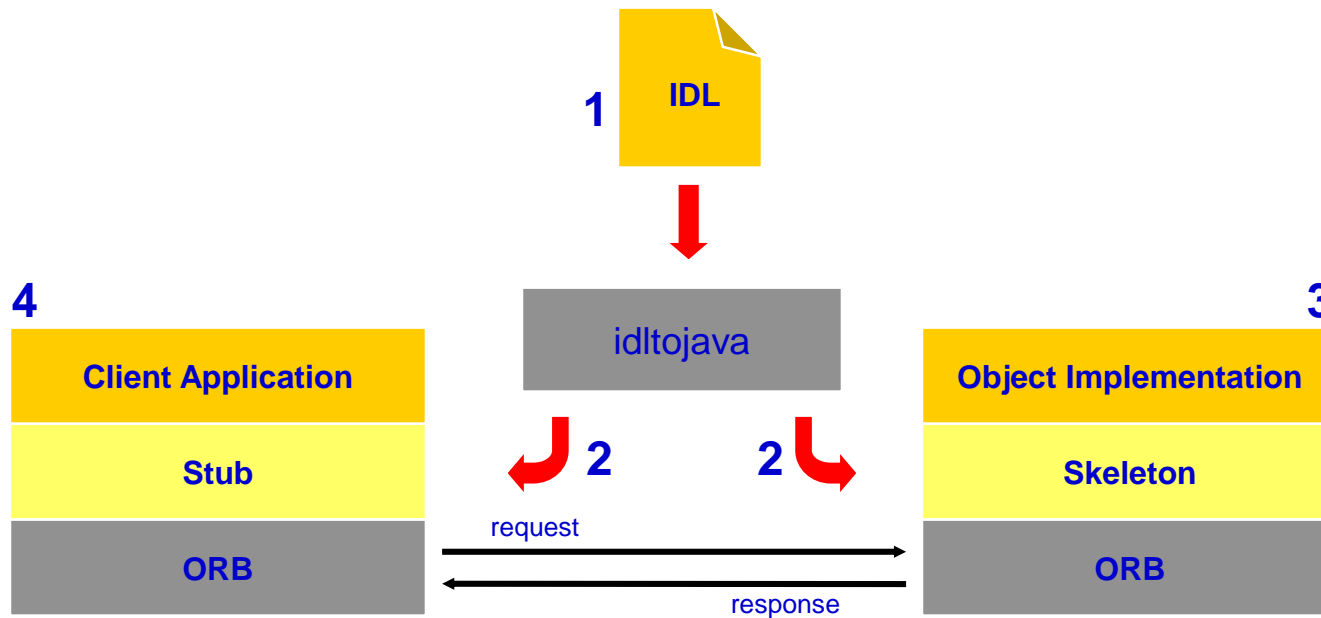 IDL
1
idltojava
4
3
Client Application
Object Implementation
2
2
Stub
Skeleton
request
ORB
ORB
response